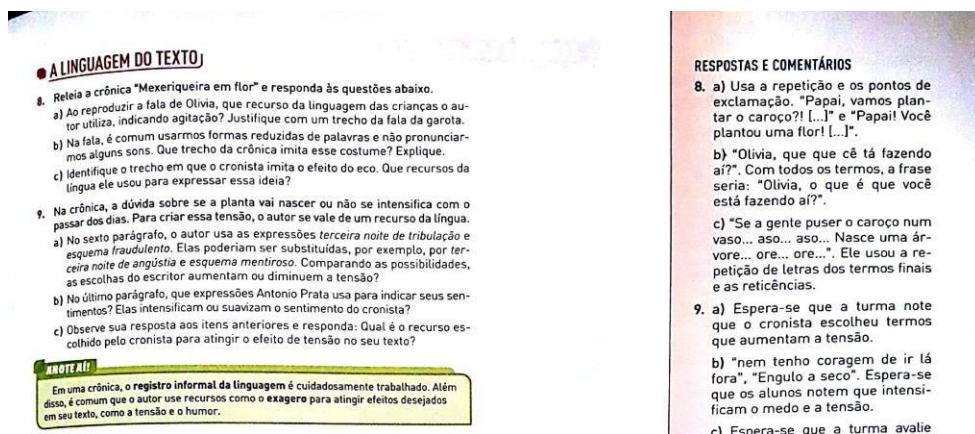 A LINGUAGEM DO TEXTO
8. Releia a crônica "Mexeriqueira em flor" e responda às questões abaixo.
a) Ao reproduzir a fala de Olivia, que recurso da linguagem das crianças o au-
tor utiliza, indicando agitação? Justifique com um trecho da fala da garota.
b) Na fala, é comum usarmos formas reduzidas de palavras e não pronunciar-
mos alguns sons. Que trecho da crônica imita esse costume? Explique.
c) Identifique o trecho em que o cronista imita o efeito do eco. Que recursos da
língua ele usou para expressar essa ideia?
9. Na crônica, a dúvida sobre se a planta vai nascer ou não se intensifica com o
passar dos dias. Para criar essa tensão, o autor se vale de um recurso da língua.
a) No sexto parágrafo, o autor usa as expressões terceira noite de tribulação e
esquema fraudulento. Elas poderiam ser substituídas, por exemplo, por ter-
ceira noite de angústia e esquema mentiroso. Comparando as possibilidades,
as escolhas do escritor aumentam ou diminuem a tensão?
b) No último parágrafo, que expressões Antonio Prata usa para indicar seus sen-
timentos? Elas intensificam ou suavizam o sentimento do cronista?
c) Observe sua resposta aos itens anteriores e responda: Qual é o recurso es-
colhido pelo cronista para atingir o efeito de tensão no seu texto?
ANOTE AÍ!
Em uma crônica, o registro informal da linguagem é cuidadosamente trabalhado. Além
disso, é comum que o autor use recursos como o exagero para atingir efeitos desejados
em seu texto, como a tensão e o humor.
RESPOSTAS E COMENTÁRIOS
8. a) Usa a repetição e os pontos de
exclamação. "Papai, vamos plan-
tar o caroço?! [...]" e "Papai! Você
plantou uma flor! [...]".
b) "Olivia, que que cê tá fazendo
aí?". Com todos os termos, a frase
seria: "Olivia, o que é que você
está fazendo aí?".
c) "Se a gente puser o caroço num
vaso... aso... aso... Nasce uma ár-
vore... ore... ore...". Ele usou a re-
petição de letras dos termos finais
e as reticências.
9. a) Espera-se que a turma note
que o cronista escolheu termos
que aumentam a tensão.
b) "nem tenho coragem de ir lá
fora", "Engulo a seco". Espera-se
que os alunos notem que intensi-
ficam o medo e a tensão.
c) Espera-se que a turma avalie